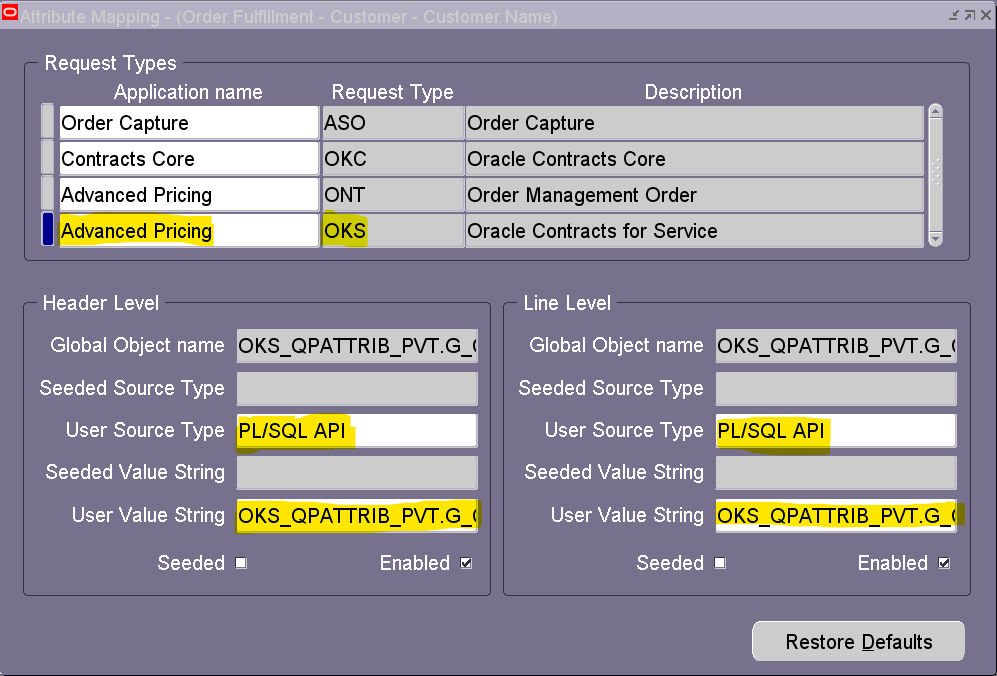 Attribute Mapping - (Order Fulfillment - Customer - Customer Name)
Request Types
Application name Request Type Description
Order Capture ASO Order Capture
Contracts Core OKC Oracle Contracts Core
Advanced Pricing ONT Order Management Order
Advanced Pricing OKS Oracle Contracts for Service
Header Level
Global Object name OKS_QPATTRIB_PVT.G_
Seeded Source Type
User Source Type PL/SQL API
Seeded Value String
User Value String OKS_QPATTRIB_PVT.G_
Seeded Enabled
Line Level
Global Object name OKS_QPATTRIB_PVT.G_
Seeded Source Type
User Source Type PL/SQL API
Seeded Value String
User Value String OKS_QPATTRIB_PVT.G_
Seeded Enabled
Restore Defaults